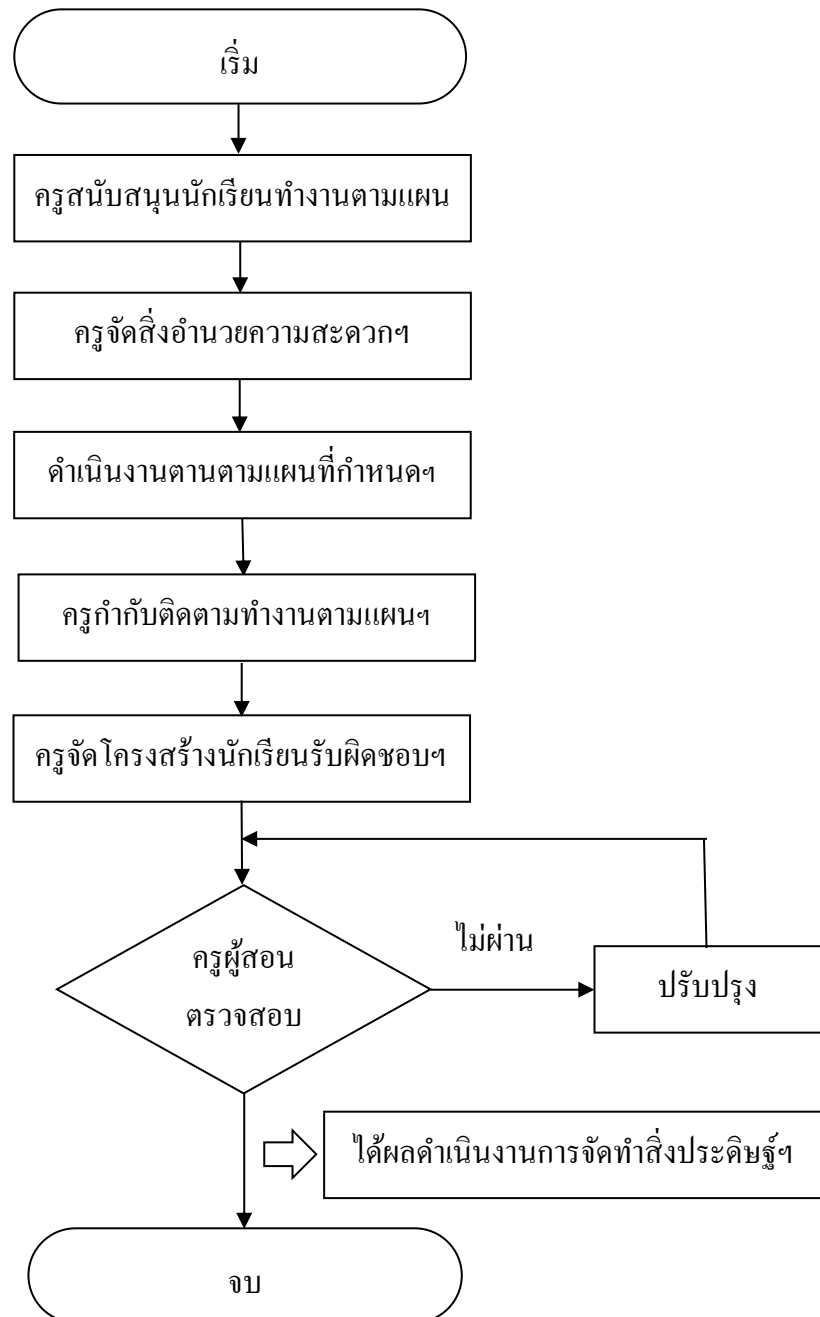 เริ่ม
ครูสนับสนุนนักเรียนทำงานตามแผน
ครูจัดสิ่งอำนวยความสะดวกฯ
ดำเนินงานตานตามแผนที่กำหนดฯ
ครูกำกับติดตามทำงานตามแผนฯ
ครูจัดโครงสร้างนักเรียนรับผิดชอบฯ
ครูผู้สอน
ตรวจสอบ
ไม่ผ่าน
ปรับปรุง
ได้ผลดำเนินงานการจัดทำสิ่งประดิษฐ์ฯ
จบ